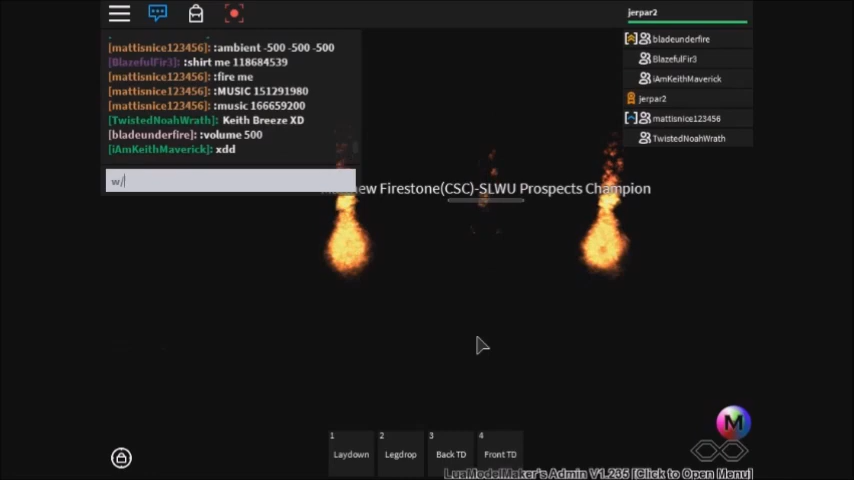 jerpar2
[mattisnice123456]: :ambient -500 -500 -500
[BlazefulFir3]: :shirt me 118684539
[mattisnice123456]: :fire me
[mattisnice123456]: :MUSIC 151291980
[mattisnice123456]: :music 166659200
[TwistedNoahWrath]: Keith Breeze XD
[bladeunderfire]: :volume 500
[iAmKeithMaverick]: xdd
w/
bladeunderfire
BlazefulFir3
iAmKeithMaverick
jerpar2
mattisnice123456
TwistedNoahWrath
Firestone(CSC)-SLWU Prospects Champion
M
1 Laydown
2 Legdrop
3 Back TD
4 Front TD
LuaModelMaker's Admin V1.235 [Click to Open Menu]